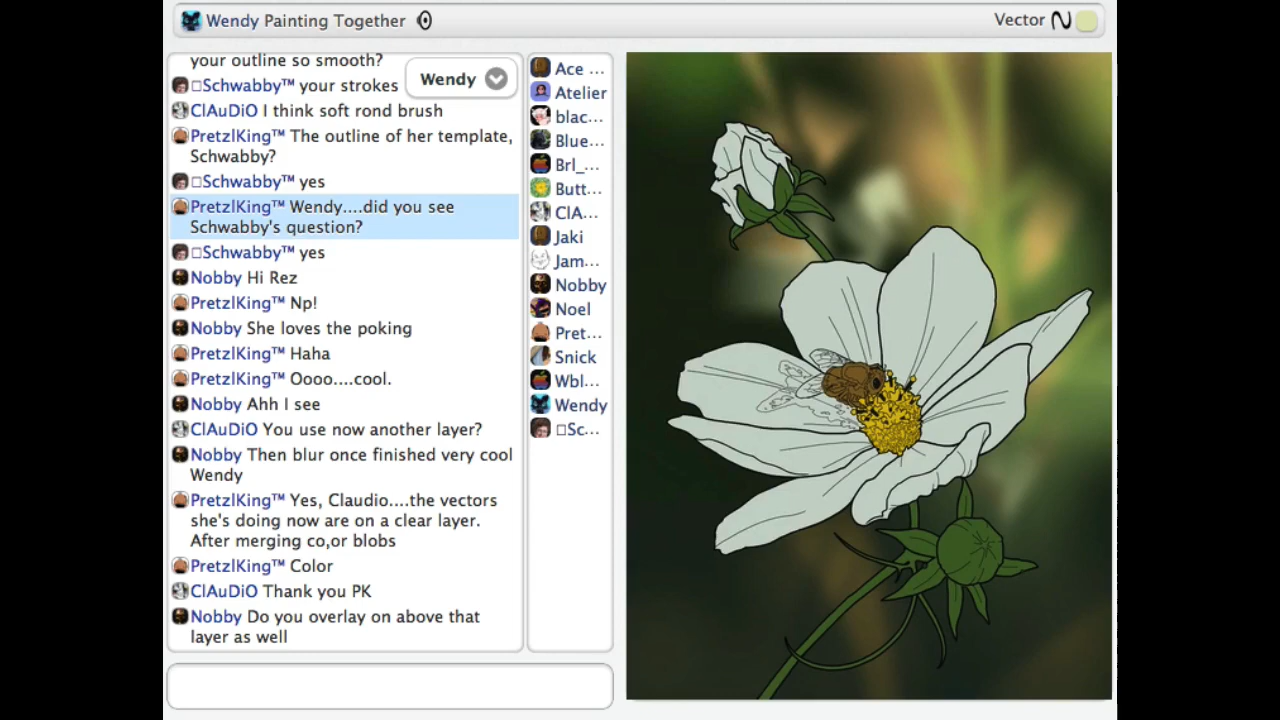 Wendy Painting Together
Vector
your outline so smooth?
□Schwabby™ your strokes
Wendy
ClAuDiO I think soft rond brush
PretzlKing™ The outline of her template,
Schwabby?
□Schwabby™ yes
PretzlKing™ Wendy....did you see
Schwabby's question?
□Schwabby™ yes
Nobby Hi Rez
PretzlKing™ Np!
Nobby She loves the poking
PretzlKing™ Haha
PretzlKing™ Oooo....cool.
Nobby Ahh I see
ClAuDiO You use now another layer?
Nobby Then blur once finished very cool
Wendy
PretzlKing™ Yes, Claudio....the vectors
she's doing now are on a clear layer.
After merging co,or blobs
PretzlKing™ Color
ClAuDiO Thank you PK
Nobby Do you overlay on above that
layer as well
Ace ...
Atelier
blac...
Blue...
Brl_...
Butt...
ClA...
Jaki
Jam...
Nobby
Noel
Pret...
Snick
Wbl...
Wendy
□Sc...